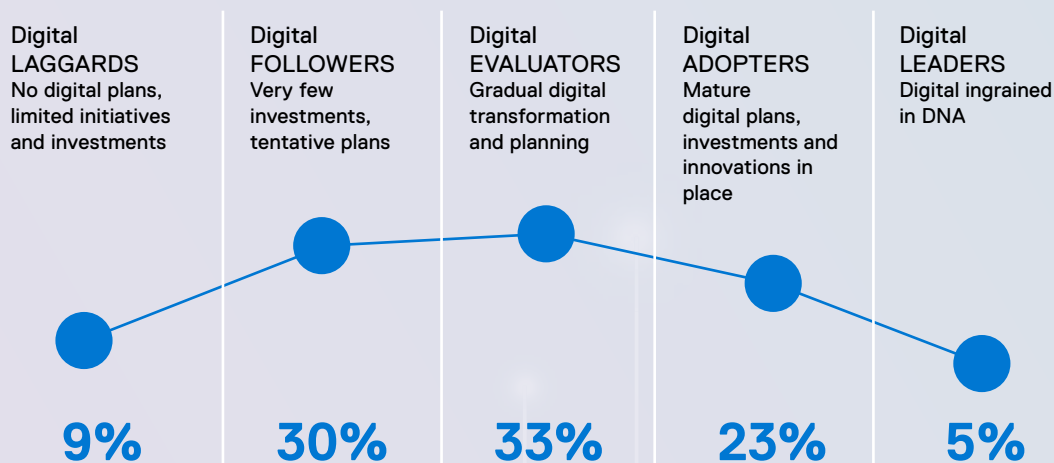 Digital
LAGGARDS
No digital plans,
limited initiatives
and investments
Digital
FOLLOWERS
Very few
investments,
tentative plans
Digital
EVALUATORS
Gradual digital
transformation
and planning
Digital
ADOPTERS
Mature
digital plans,
investments and
innovations in
place
Digital
LEADERS
Digital ingrained
in DNA
9%
30%
33%
23%
5%